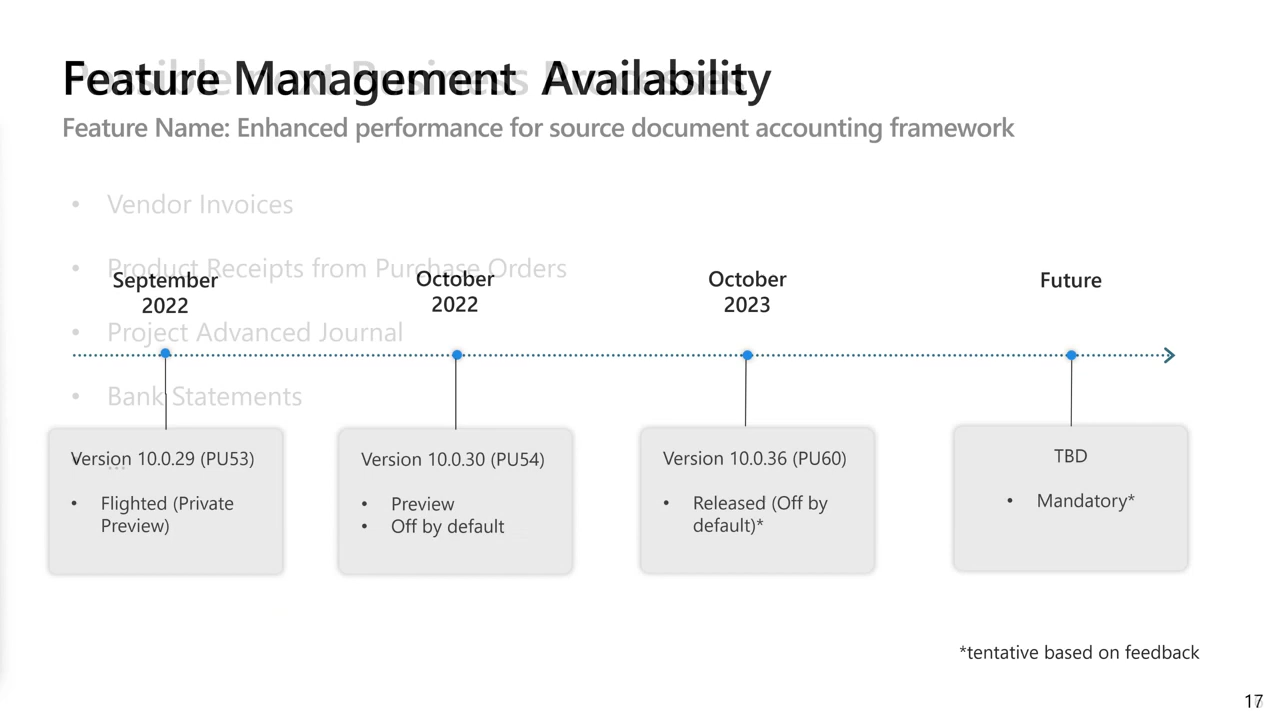 Feature Management Availability
Feature Name: Enhanced performance for source document accounting framework
• Vendor Invoices
• Product Receipts from Purchase Orders
• Project Advanced Journal
• Bank Statements
September
2022
October
2022
October
2023
Future
Version 10.0.29 (PU53)
• Flighted (Private
Preview)
Version 10.0.30 (PU54)
• Preview
• Off by default
Version 10.0.36 (PU60)
• Released (Off by
default)*
TBD
• Mandatory*
*tentative based on feedback
17